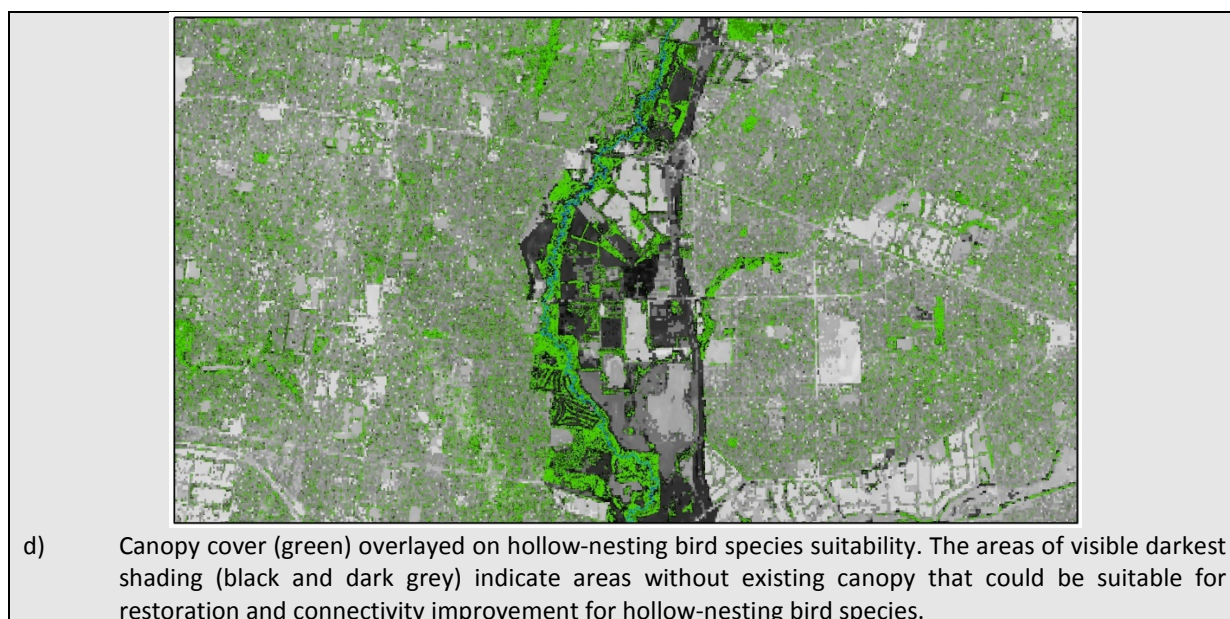 d) Canopy cover (green) overlayed on hollow-nesting bird species suitability. The areas of visible darkest
shading (black and dark grey) indicate areas without existing canopy that could be suitable for
restoration and connectivity improvement for hollow-nesting bird species.